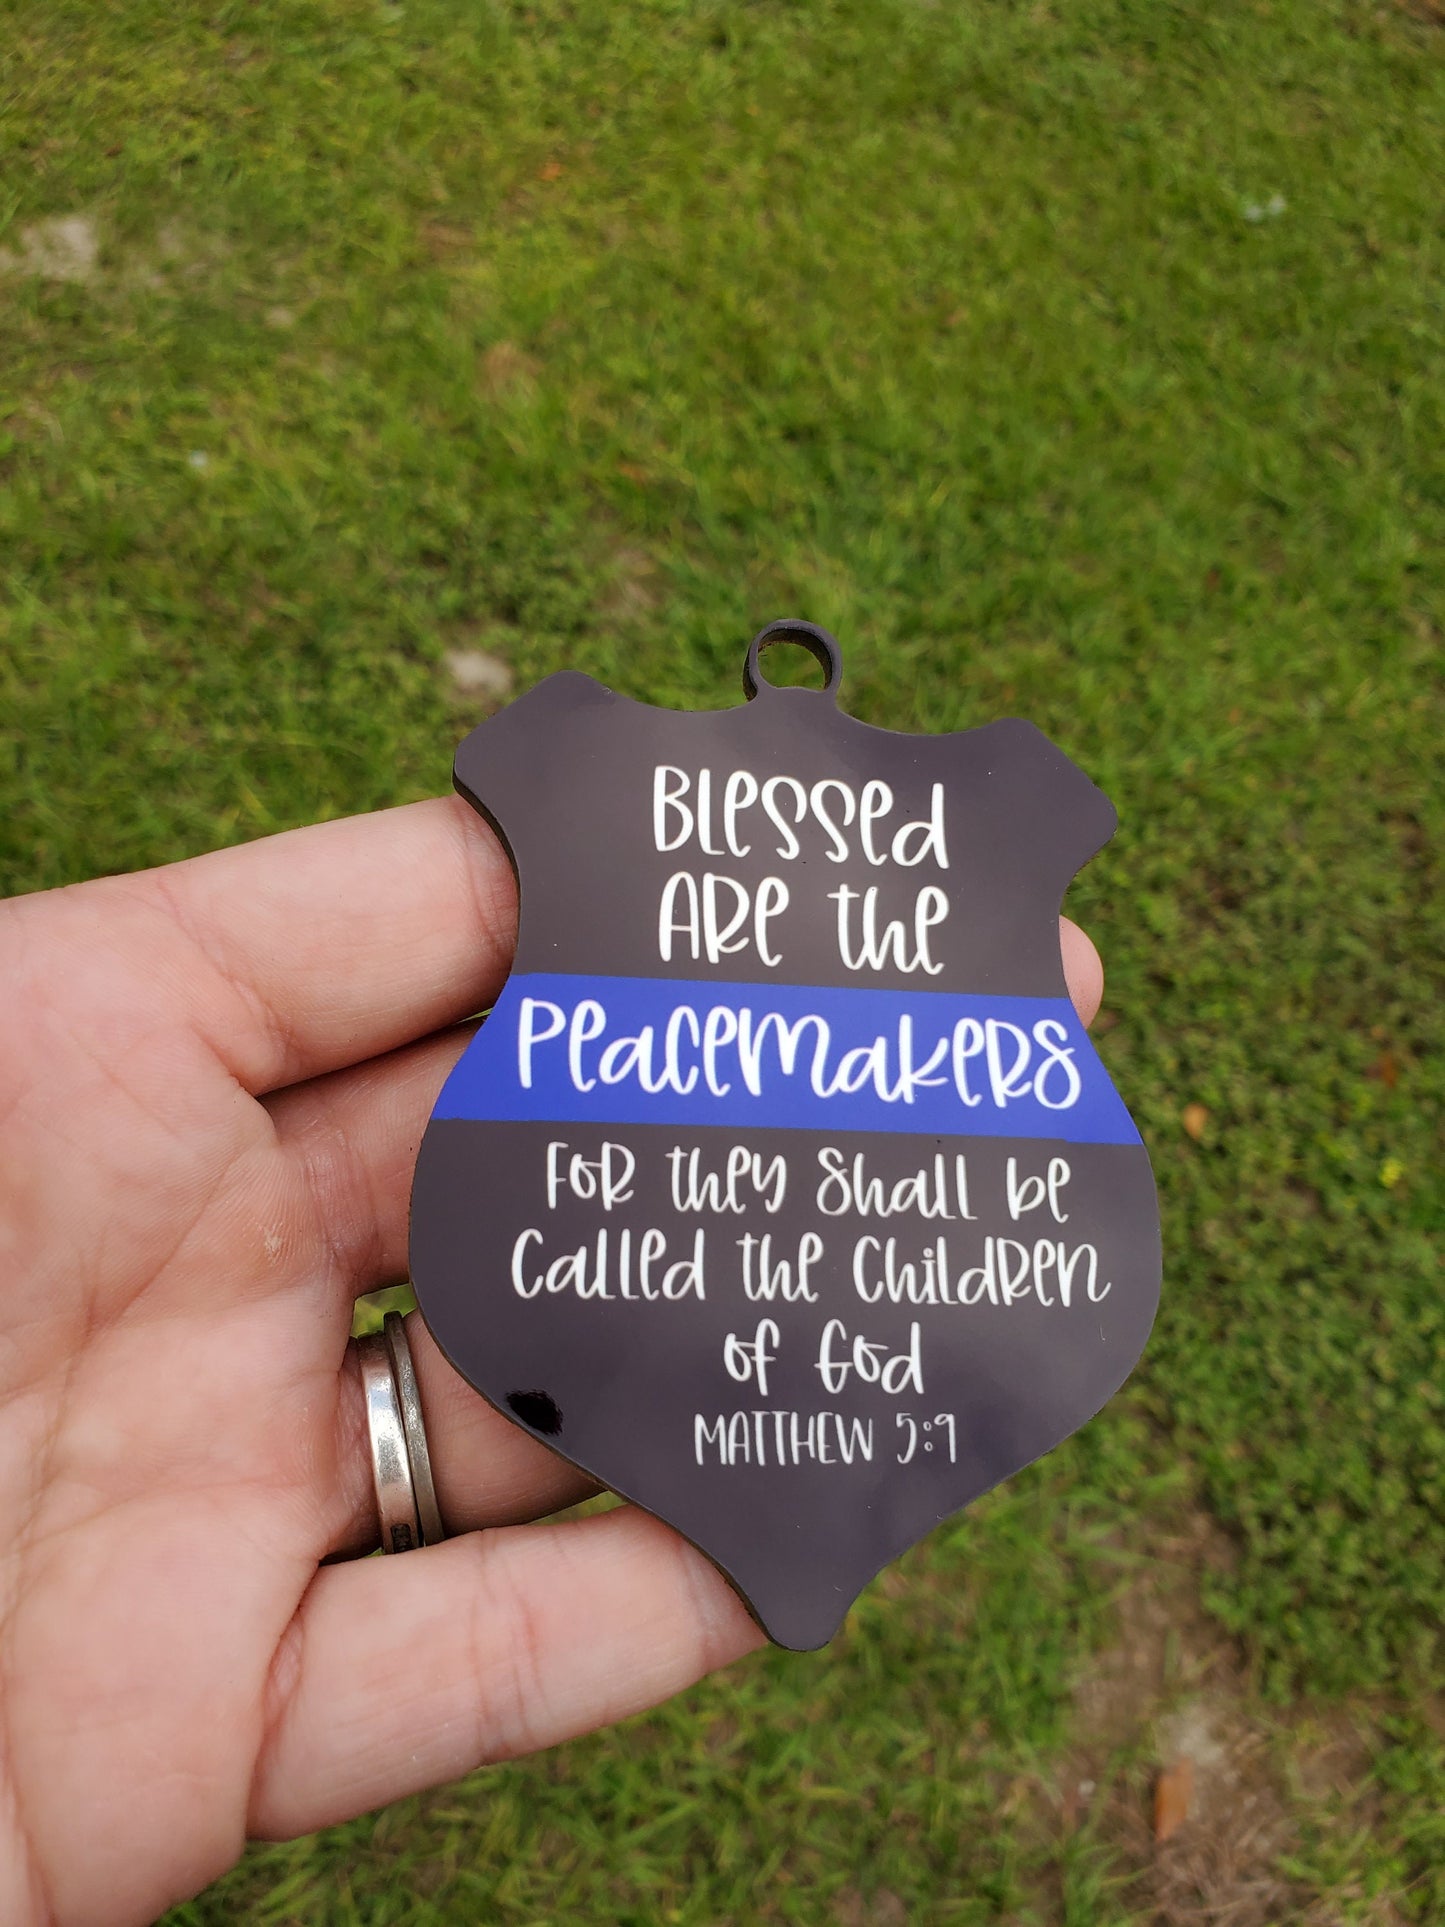 Blessed
Are the
Peacemakers
For they shall be
Called the Children
of God
MATTHEW 5:9